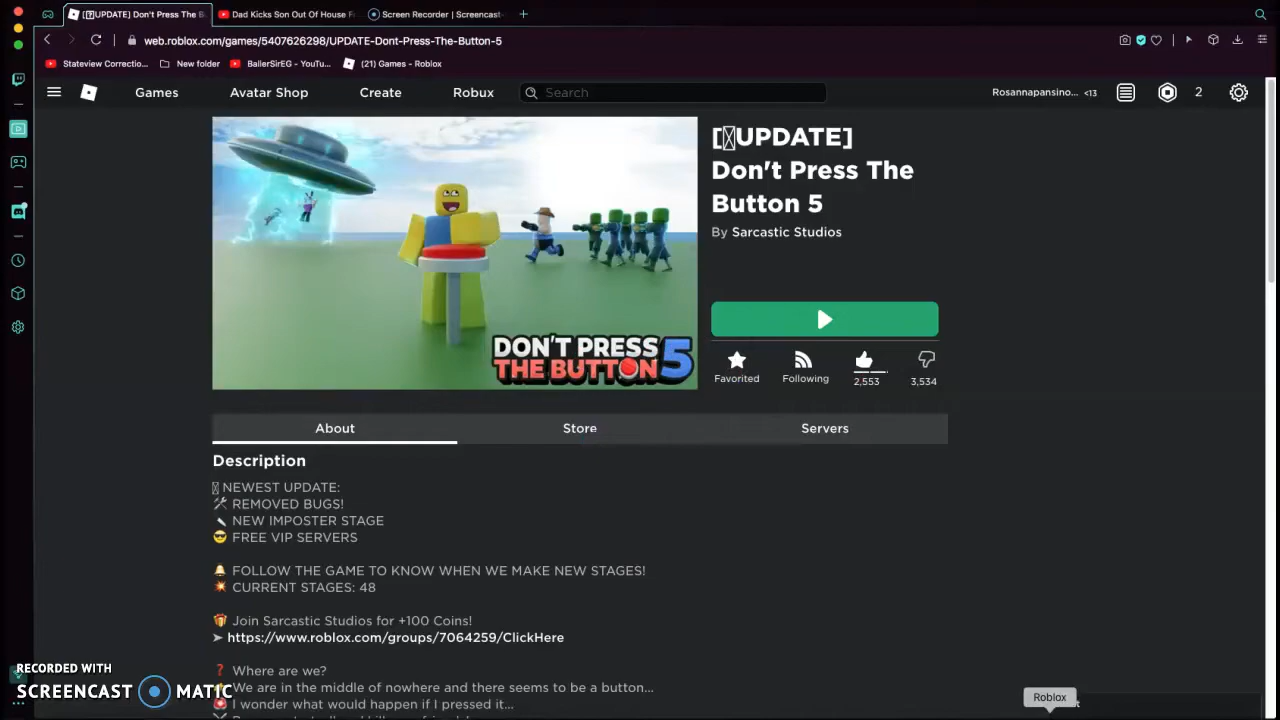 [UPDATE] Don't Press The B
Dad Kicks Son Out Of House F
Screen Recorder | Screencast-
web.roblox.com/games/5407626298/UPDATE-Dont-Press-The-Button-5
Stateview Correctio...
New folder
BallerSirEG - YouTu...
(21) Games - Roblox
Games
Avatar Shop
Create
Robux
Search
Rosannapansino... <13
2
[UPDATE]
Don't Press The
Button 5
By Sarcastic Studios
DON'T PRESS
THE BUTTON 5
Favorited
Following
2,553
3,534
About
Store
Servers
Description
NEWEST UPDATE:
🛠 REMOVED BUGS!
🔪 NEW IMPOSTER STAGE
😎 FREE VIP SERVERS
🔔 FOLLOW THE GAME TO KNOW WHEN WE MAKE NEW STAGES!
💥 CURRENT STAGES: 48
🎁 Join Sarcastic Studios for +100 Coins!
➤ https://www.roblox.com/groups/7064259/ClickHere
❓ Where are we?
We are in the middle of nowhere and there seems to be a button...
I wonder what would happen if I pressed it...
RECORDED WITH
SCREENCAST MATIC
Roblox